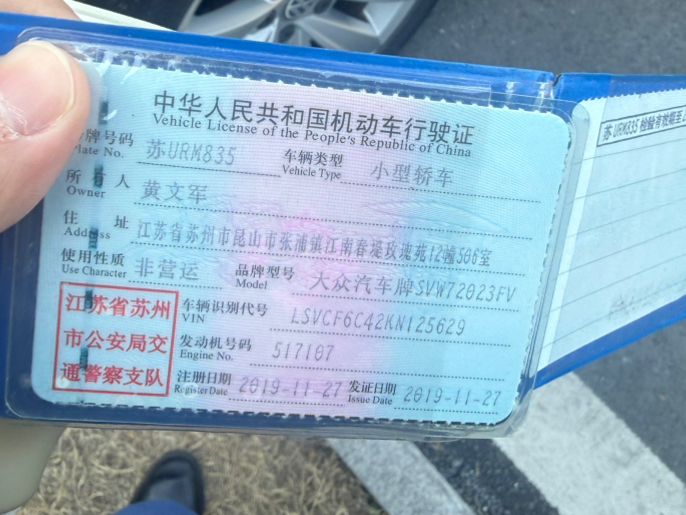 中华人民共和国机动车行驶证
Vehicle License of the People's Republic of China
牌号码 苏URM835 车辆类型 小型轿车
Plate No. Vehicle Type
所有人 黄文军
Owner
住址 江苏省苏州市昆山市张浦镇江南春堤玫瑰苑12幢506室
Address
使用性质 非营运 品牌型号 大众汽车牌SVW72023FV
Use Character Model
江苏省苏州
市公安局交
通警察支队
车辆识别代号 LSVCF6C42KN125629
VIN
发动机号码 517107
Engine No.
注册日期 2019-11-27 发证日期 2019-11-27
Register Date Issue Date
苏URM835 检验有效期至